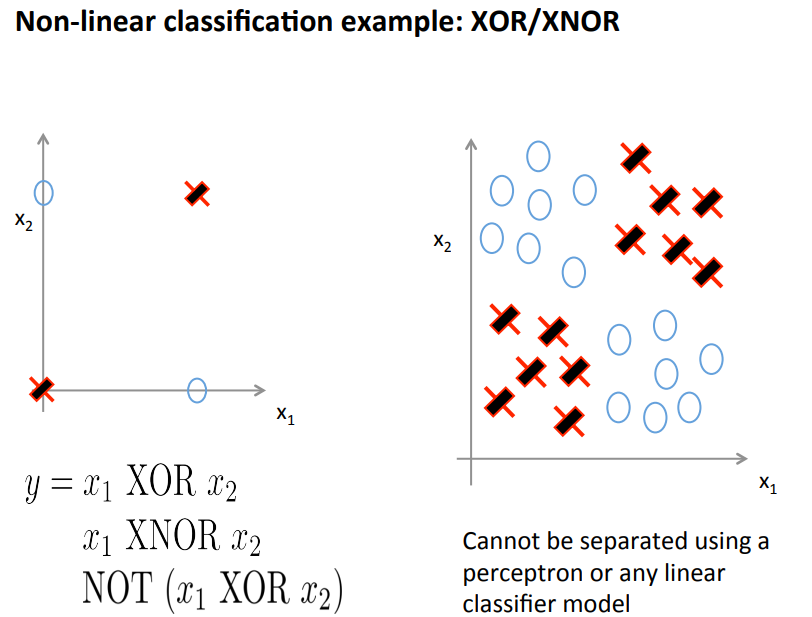 Non-linear classification example: XOR/XNOR
x₂
x₁
y = x₁ XOR x₂
x₁ XNOR x₂
NOT (x₁ XOR x₂)
x₂
x₁
Cannot be separated using a
perceptron or any linear
classifier model